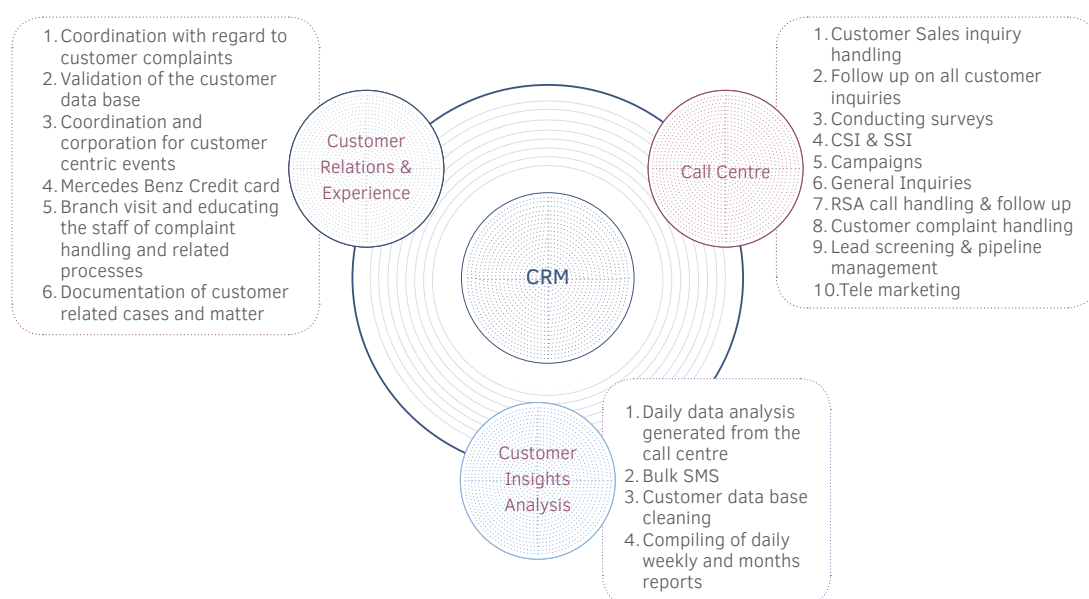 1. Coordination with regard to
customer complaints
2. Validation of the customer
data base
3. Coordination and
corporation for customer
centric events
4. Mercedes Benz Credit card
5. Branch visit and educating
the staff of complaint
handling and related
processes
6. Documentation of customer
related cases and matter
Customer
Relations &
Experience
CRM
Call Centre
1. Customer Sales inquiry
handling
2. Follow up on all customer
inquiries
3. Conducting surveys
4. CSI & SSI
5. Campaigns
6. General Inquiries
7. RSA call handling & follow up
8. Customer complaint handling
9. Lead screening & pipeline
management
10.Tele marketing
Customer
Insights
Analysis
1. Daily data analysis
generated from the
call centre
2. Bulk SMS
3. Customer data base
cleaning
4. Compiling of daily
weekly and months
reports